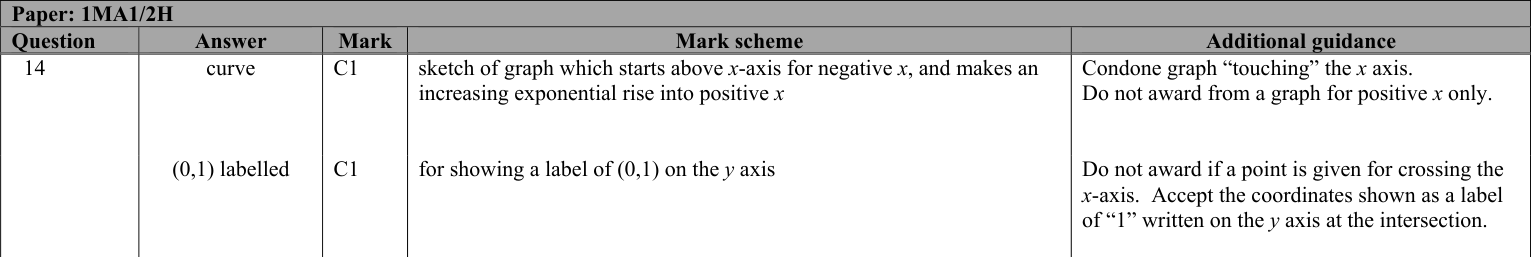 Paper: 1MA1/2H
Question Answer Mark Mark scheme Additional guidance
14 curve C1 sketch of graph which starts above x-axis for negative x, and makes an Condone graph “touching” the x axis.
increasing exponential rise into positive x Do not award from a graph for positive x only.
(0,1) labelled C1 for showing a label of (0,1) on the y axis Do not award if a point is given for crossing the
x-axis. Accept the coordinates shown as a label
of “1” written on the y axis at the intersection.